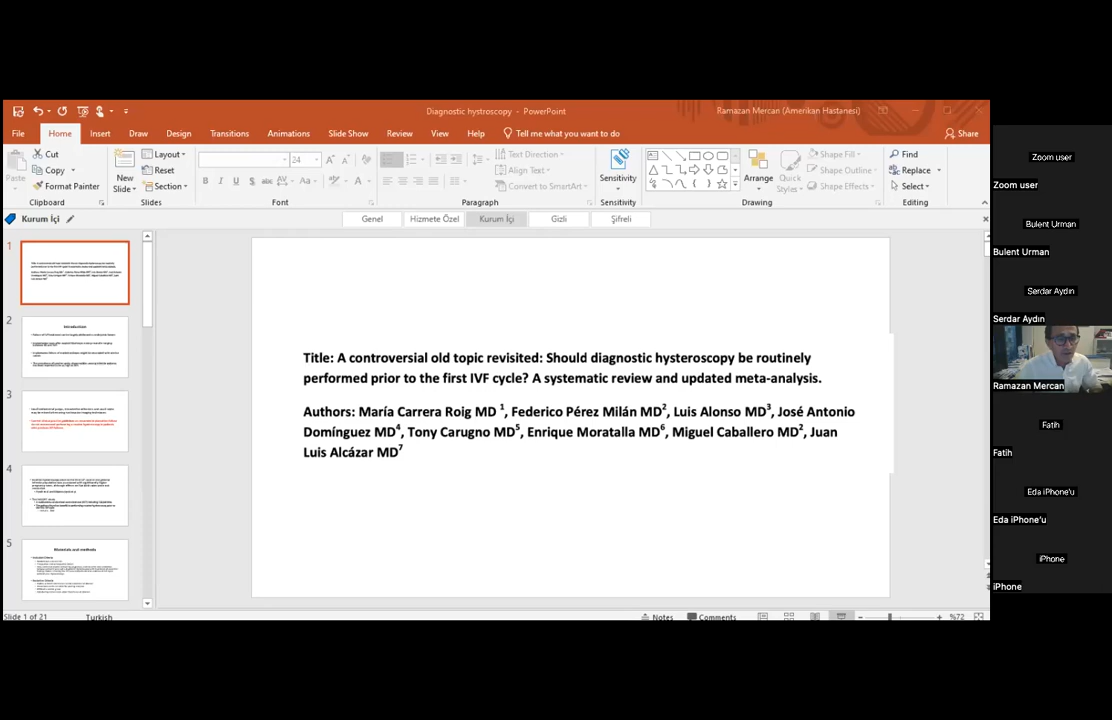 Diagnostic hystroscopy - PowerPoint
Ramazan Mercan (Amerikan Hastanesi)
File Home Insert Draw Design Transitions Animations Slide Show Review View Help Tell me what you want to do Share
Paste
Cut
Copy
Format Painter
Clipboard
New Slide
Layout
Reset
Section
Slides
24
Font
Paragraph
Text Direction
Align Text
Convert to SmartArt
Sensitivity
Sensitivity
Arrange
Quick Styles
Shape Fill
Shape Outline
Shape Effects
Drawing
Find
Replace
Select
Editing
Kurum İçi
Genel Hizmete Özel Kurum İçi Gizli Şifreli
1
2
Introduction
3
4
5
Materials and methods
Title: A controversial old topic revisited: Should diagnostic hysteroscopy be routinely
performed prior to the first IVF cycle? A systematic review and updated meta-analysis.
Authors: María Carrera Roig MD 1, Federico Pérez Milán MD2, Luis Alonso MD3, José Antonio
Domínguez MD4, Tony Carugno MD5, Enrique Moratalla MD6, Miguel Caballero MD2, Juan
Luis Alcázar MD7
Slide 1 of 21 Turkish Notes Comments %72
Zoom user
Zoom user
Bulent Urman
Bulent Urman
Serdar Aydın
Serdar Aydın
Ramazan Mercan
Fatih
Fatih
Eda iPhone'u
Eda iPhone'u
iPhone
iPhone